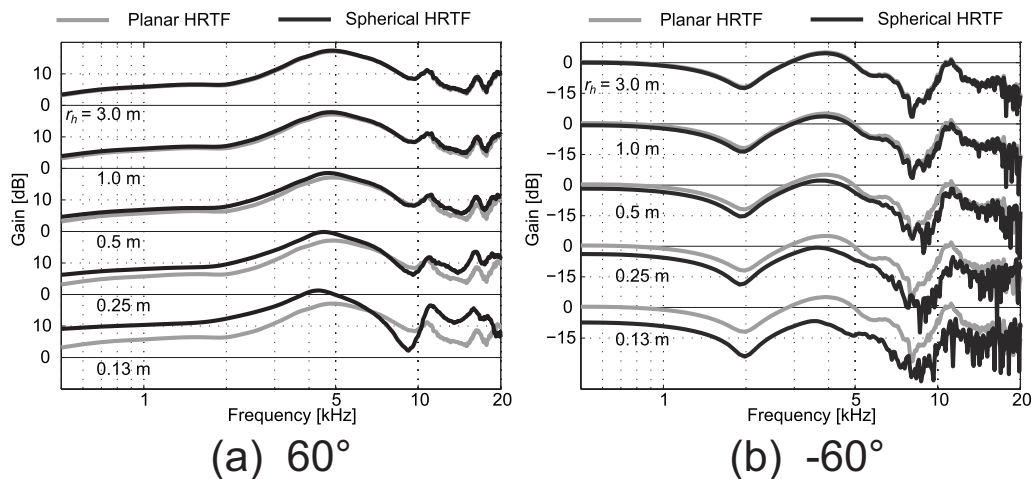 Planar HRTF Spherical HRTF
10
0
r_h = 3.0 m
10
0
1.0 m
10
0
0.5 m
10
0
0.25 m
10
0
0.13 m
Gain [dB]
1 5 10 20
Frequency [kHz]
(a) 60°
Planar HRTF Spherical HRTF
0
r_h = 3.0 m
−15
0
1.0 m
−15
0
0.5 m
−15
0
0.25 m
−15
0
0.13 m
−15
Gain [dB]
1 5 10 20
Frequency [kHz]
(b) -60°